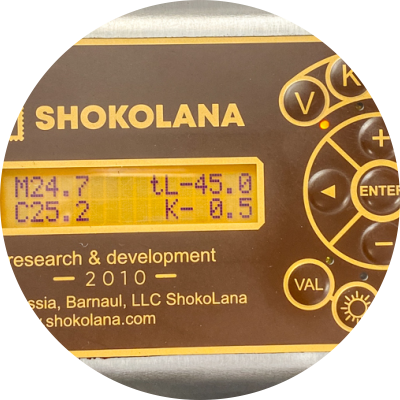 SHOKOLANA
V
K
+
M24.7 tL-45.0
C25.2 K- 0.5
ENTER
−
research & development
— 2010 —
VAL
ssia, Barnaul, LLC ShokoLana
.shokolana.com